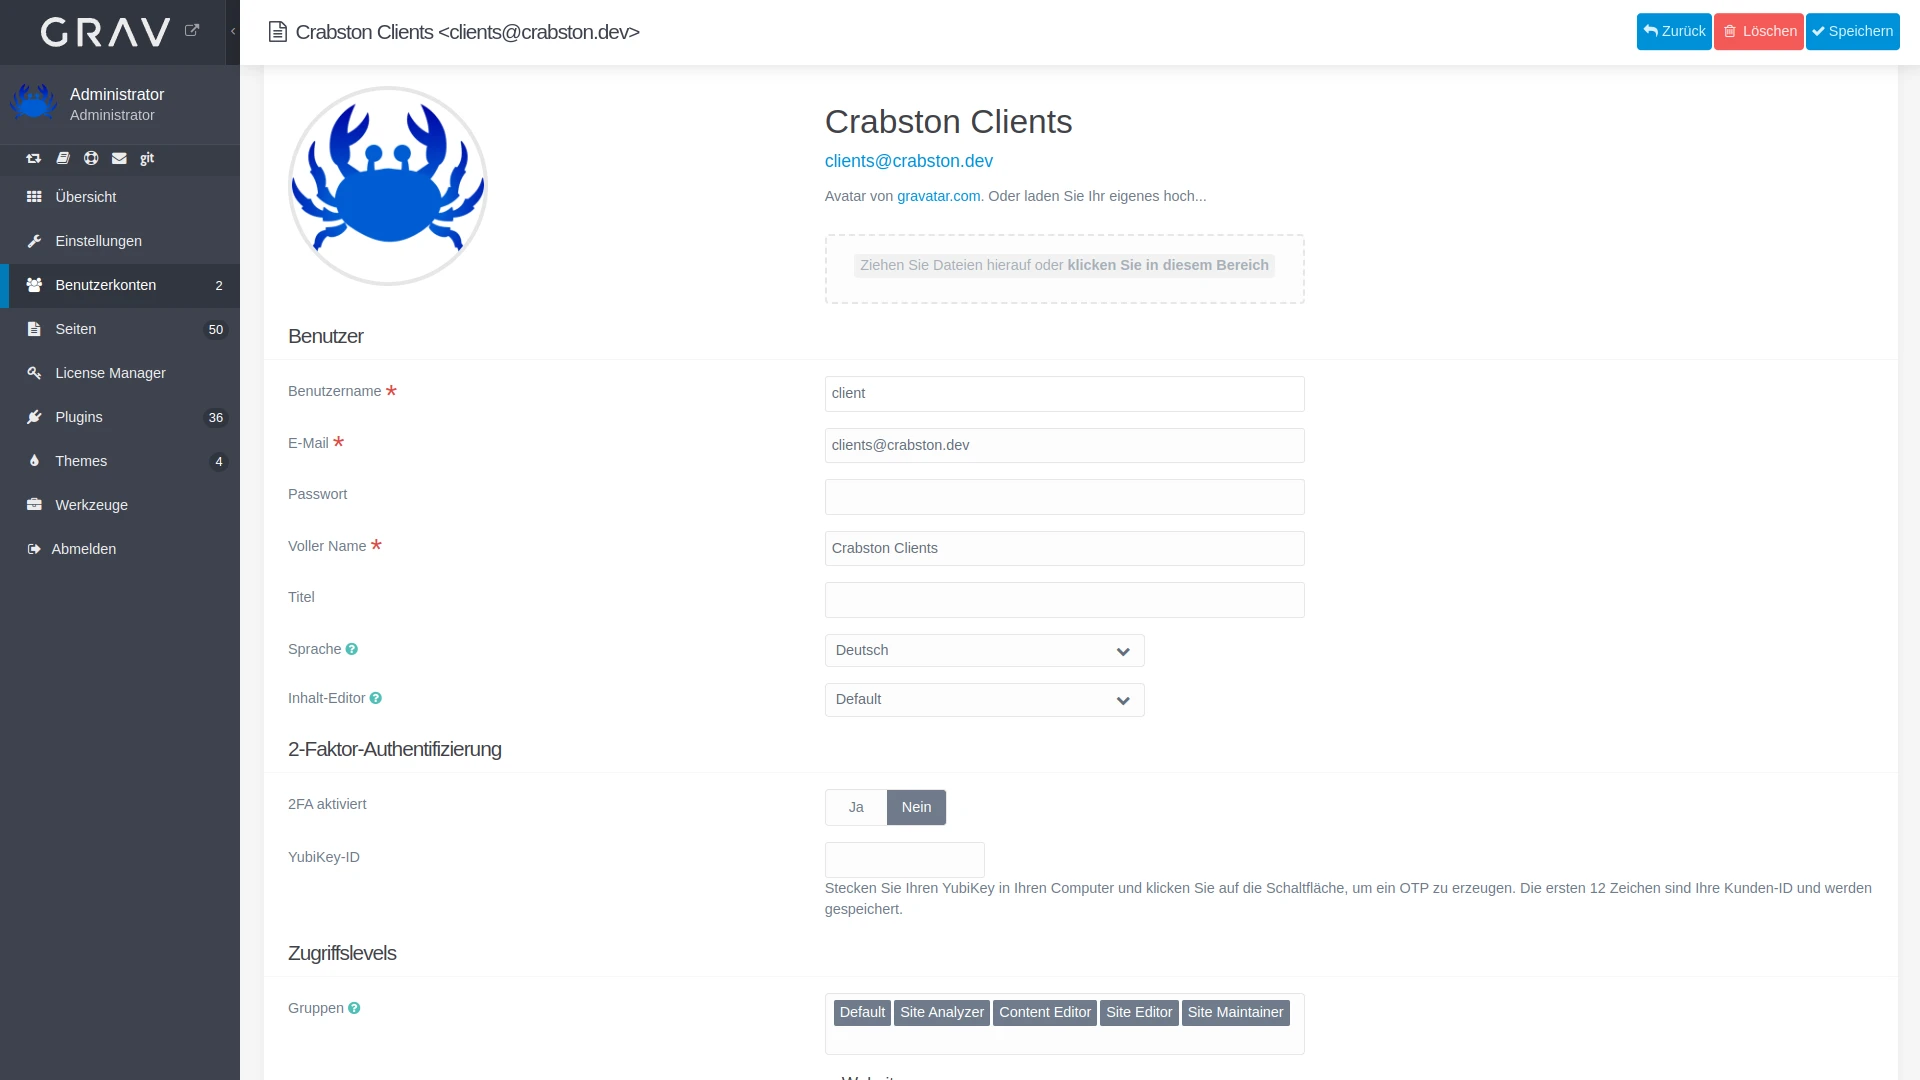 GRAV
Crabston Clients <clients@crabston.dev>
Zurück
Löschen
Speichern
Administrator
Administrator
git
Übersicht
Einstellungen
Benutzerkonten 2
Seiten 50
License Manager
Plugins 36
Themes 4
Werkzeuge
Abmelden
Crabston Clients
clients@crabston.dev
Avatar von gravatar.com. Oder laden Sie Ihr eigenes hoch...
Ziehen Sie Dateien hierauf oder klicken Sie in diesem Bereich
Benutzer
Benutzername *
client
E-Mail *
clients@crabston.dev
Passwort
Voller Name *
Crabston Clients
Titel
Sprache
Deutsch
Inhalt-Editor
Default
2-Faktor-Authentifizierung
2FA aktiviert
Ja Nein
YubiKey-ID
Stecken Sie Ihren YubiKey in Ihren Computer und klicken Sie auf die Schaltfläche, um ein OTP zu erzeugen. Die ersten 12 Zeichen sind Ihre Kunden-ID und werden
gespeichert.
Zugriffslevels
Gruppen
Default Site Analyzer Content Editor Site Editor Site Maintainer